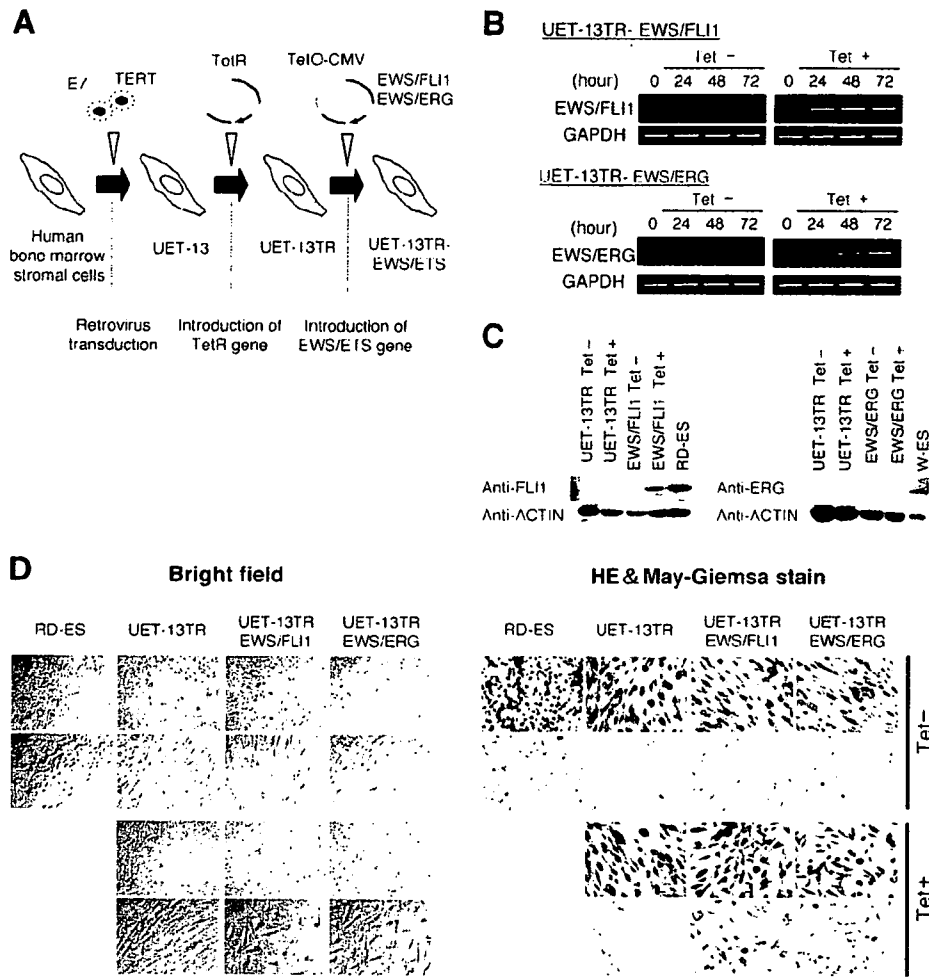 A
E/ TERT
TetR
TetO-CMV
EWS/FLI1
EWS/ERG
Human
bone marrow
stromal cells
UET-13
UET-13TR
UET-13TR-
EWS/ETS
Retrovirus
transduction
Introduction of
TetR gene
Introduction of
EWS/ETS gene
B
UET-13TR- EWS/FLI1
Tet − Tet +
(hour) 0 24 48 72 0 24 48 72
EWS/FLI1
GAPDH
UET-13TR- EWS/ERG
Tet − Tet +
(hour) 0 24 48 72 0 24 48 72
EWS/ERG
GAPDH
C
UET-13TR Tet −
UET-13TR Tet +
EWS/FLI1 Tet −
EWS/FLI1 Tet +
RD-ES
Anti-FLI1
Anti-ACTIN
UET-13TR Tet −
UET-13TR Tet +
EWS/ERG Tet −
EWS/ERG Tet +
W-ES
Anti-ERG
Anti-ACTIN
D
Bright field
RD-ES UET-13TR UET-13TR EWS/FLI1 UET-13TR EWS/ERG
HE & May-Giemsa stain
RD-ES UET-13TR UET-13TR EWS/FLI1 UET-13TR EWS/ERG
Tet−
Tet+